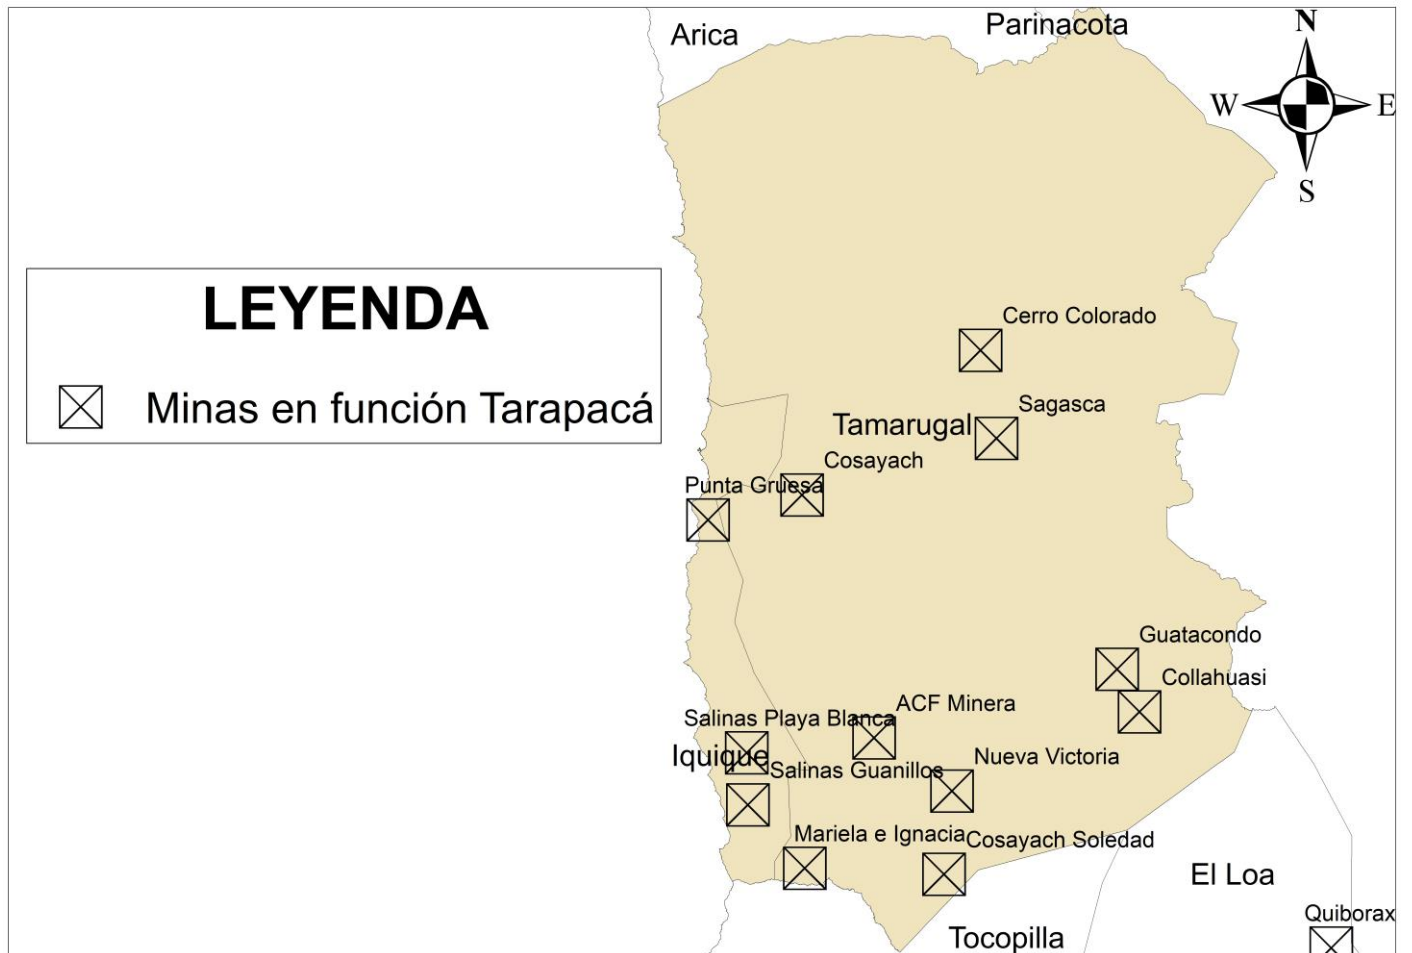 Parinacota
N
Arica
W
E
S
LEYENDA
Minas en función Tarapacá
Cerro Colorado
Sagasca
Tamarugal
Cosayach
Punta Gruesa
Guatacondo
Collahuasi
ACF Minera
Salinas Playa Blanca
Iquique
Nueva Victoria
Salinas Guanillos
Mariela e Ignacia
Cosayach Soledad
El Loa
Quiborax
Tocopilla